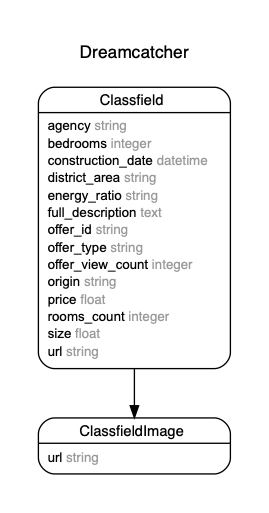 Dreamcatcher
Classfield
agency string
bedrooms integer
construction_date datetime
district_area string
energy_ratio string
full_description text
offer_id string
offer_type string
offer_view_count integer
origin string
price float
rooms_count integer
size float
url string
ClassfieldImage
url string